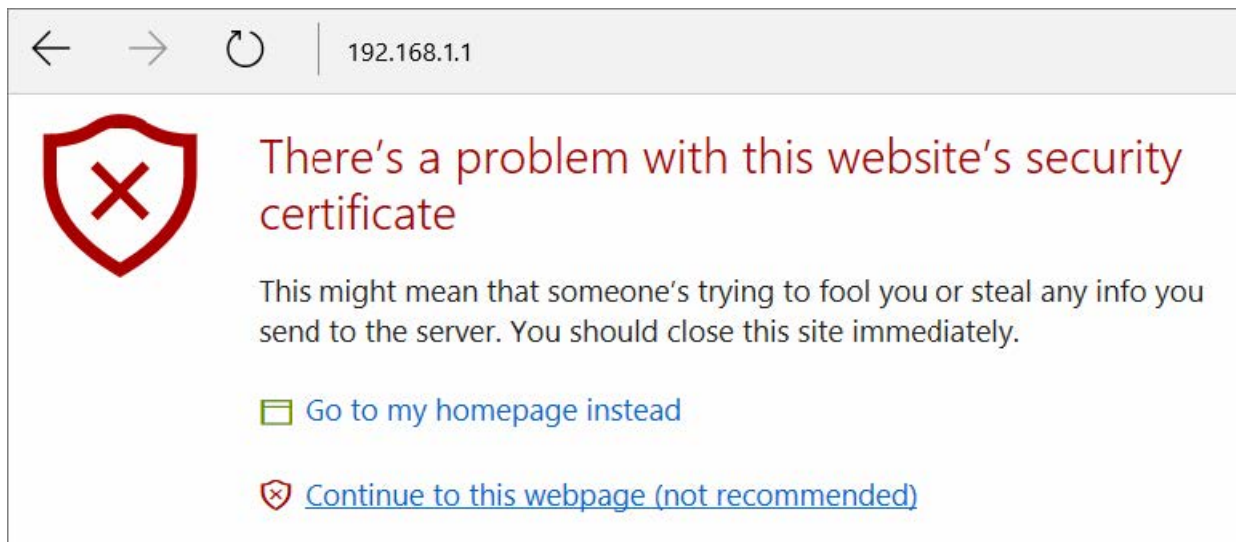 192.168.1.1
There's a problem with this website's security
certificate
This might mean that someone's trying to fool you or steal any info you
send to the server. You should close this site immediately.
Go to my homepage instead
Continue to this webpage (not recommended)